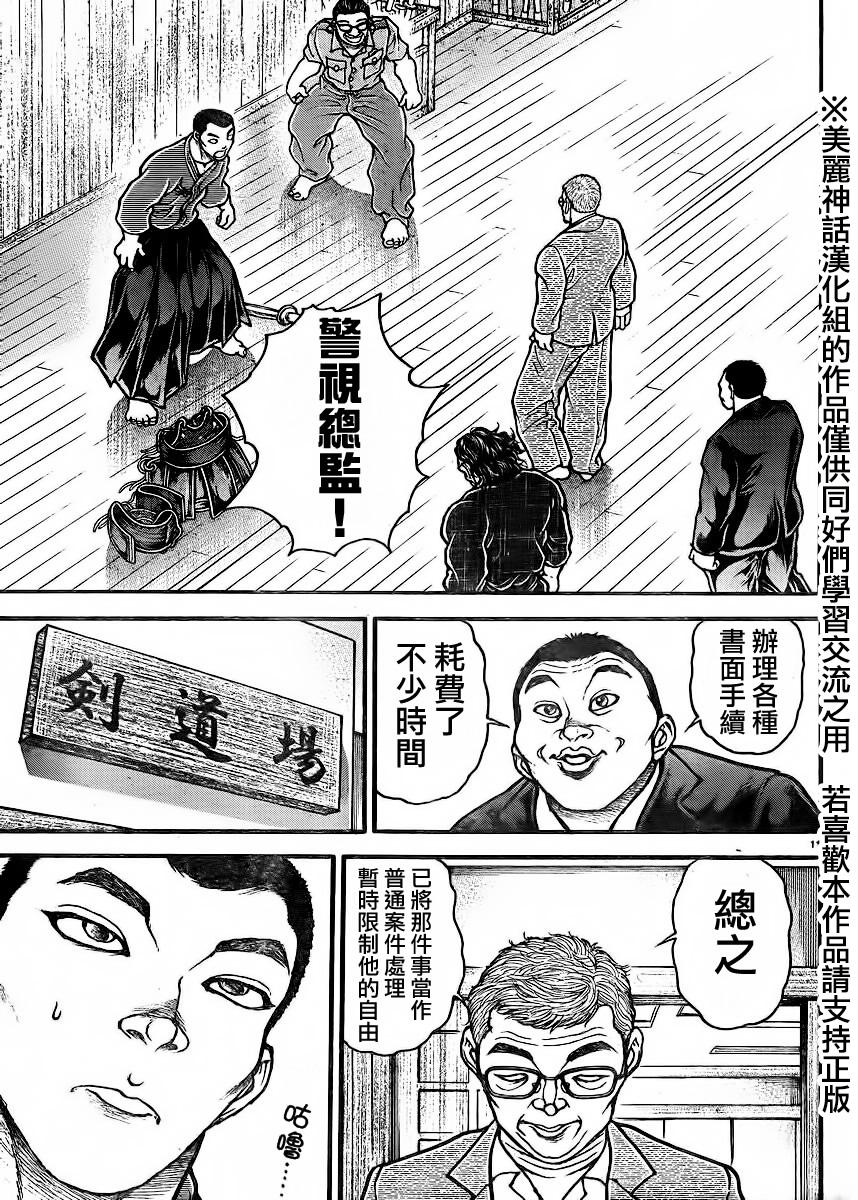 警視總監！
辦理各種
書面手續
耗費了
不少時間
剣道場
總之
已將那件事當作
普通案件處理
暫時限制他的自由
咕嚕……
※美麗神話漢化組的作品僅供同好們學習交流之用　若喜歡本作品請支持正版